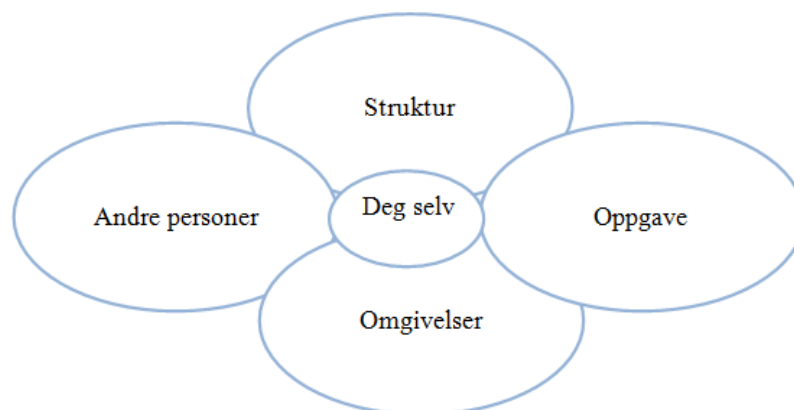 Struktur
Andre personer
Deg selv
Oppgave
Omgivelser